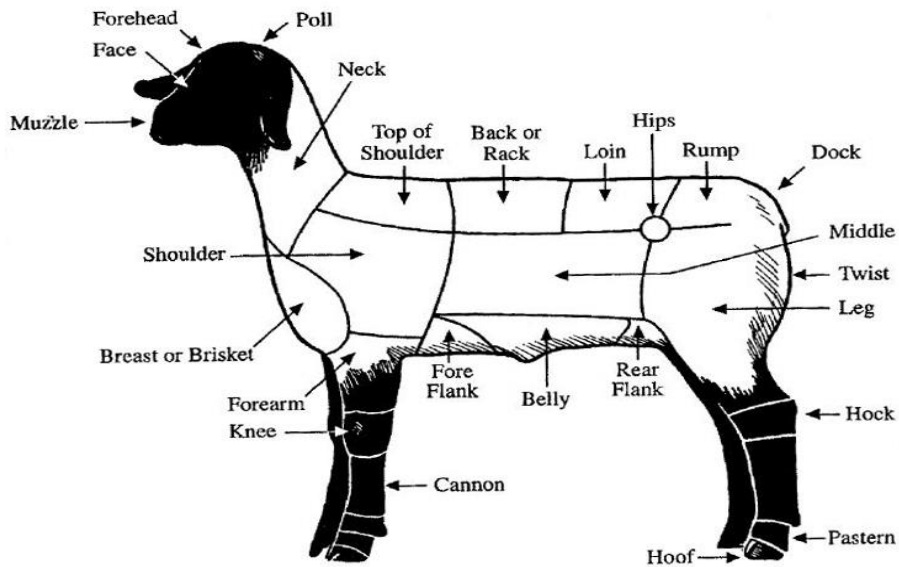 Forehead
Poll
Face
Neck
Muzzle
Hips
Top of
Shoulder
Back or
Rack
Loin
Rump
Dock
Shoulder
Middle
Twist
Leg
Breast or Brisket
Fore
Flank
Belly
Rear
Flank
Forearm
Knee
Hock
Cannon
Pastern
Hoof